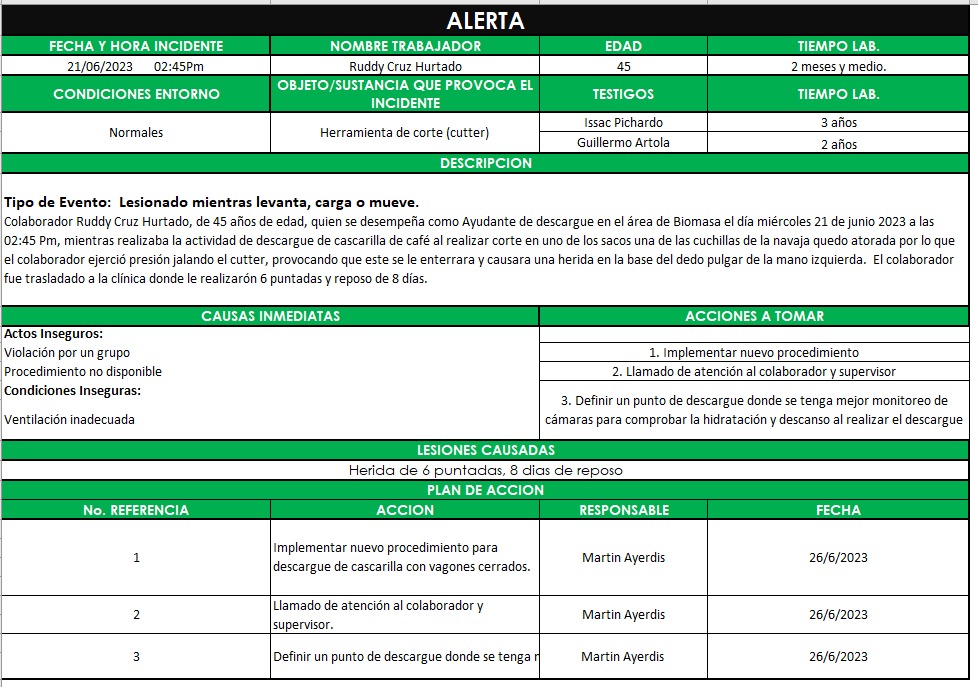 ALERTA
FECHA Y HORA INCIDENTE NOMBRE TRABAJADOR EDAD TIEMPO LAB.
21/06/2023 02:45Pm Ruddy Cruz Hurtado 45 2 meses y medio.
CONDICIONES ENTORNO OBJETO/SUSTANCIA QUE PROVOCA EL INCIDENTE TESTIGOS TIEMPO LAB.
Normales Herramienta de corte (cutter) Issac Pichardo 3 años
Guillermo Artola 2 años
DESCRIPCION
Tipo de Evento: Lesionado mientras levanta, carga o mueve.
Colaborador Ruddy Cruz Hurtado, de 45 años de edad, quien se desempeña como Ayudante de descargue en el área de Biomasa el día miércoles 21 de junio 2023 a las
02:45 Pm, mientras realizaba la actividad de descargue de cascarilla de café al realizar corte en uno de los sacos una de las cuchillas de la navaja quedo atorada por lo que
el colaborador ejerció presión jalando el cutter, provocando que este se le enterrara y causara una herida en la base del dedo pulgar de la mano izquierda. El colaborador
fue trasladado a la clínica donde le realizarón 6 puntadas y reposo de 8 días.
CAUSAS INMEDIATAS ACCIONES A TOMAR
Actos Inseguros:
Violación por un grupo 1. Implementar nuevo procedimiento
Procedimiento no disponible 2. Llamado de atención al colaborador y supervisor
Condiciones Inseguras:
3. Definir un punto de descargue donde se tenga mejor monitoreo de
Ventilación inadecuada cámaras para comprobar la hidratación y descanso al realizar el descargue
LESIONES CAUSADAS
Herida de 6 puntadas, 8 dias de reposo
PLAN DE ACCION
No. REFERENCIA ACCION RESPONSABLE FECHA
Implementar nuevo procedimiento para
1 descargue de cascarilla con vagones cerrados. Martin Ayerdis 26/6/2023
Llamado de atención al colaborador y
2 supervisor. Martin Ayerdis 26/6/2023
3 Definir un punto de descargue donde se tenga Martin Ayerdis 26/6/2023